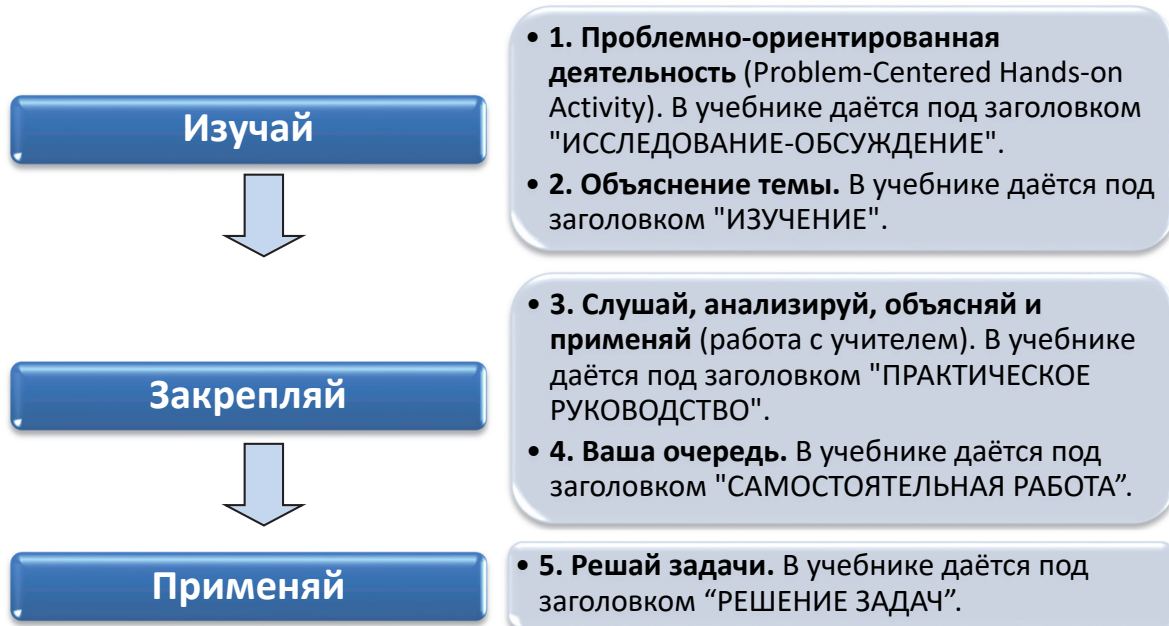 Изучай
• 1. Проблемно-ориентированная
деятельность (Problem-Centered Hands-on
Activity). В учебнике даётся под заголовком
"ИССЛЕДОВАНИЕ-ОБСУЖДЕНИЕ".
• 2. Объяснение темы. В учебнике даётся под
заголовком "ИЗУЧЕНИЕ".
Закрепляй
• 3. Слушай, анализируй, объясняй и
применяй (работа с учителем). В учебнике
даётся под заголовком "ПРАКТИЧЕСКОЕ
РУКОВОДСТВО".
• 4. Ваша очередь. В учебнике даётся под
заголовком "САМОСТОЯТЕЛЬНАЯ РАБОТА”.
Применяй
• 5. Решай задачи. В учебнике даётся под
заголовком “РЕШЕНИЕ ЗАДАЧ”.